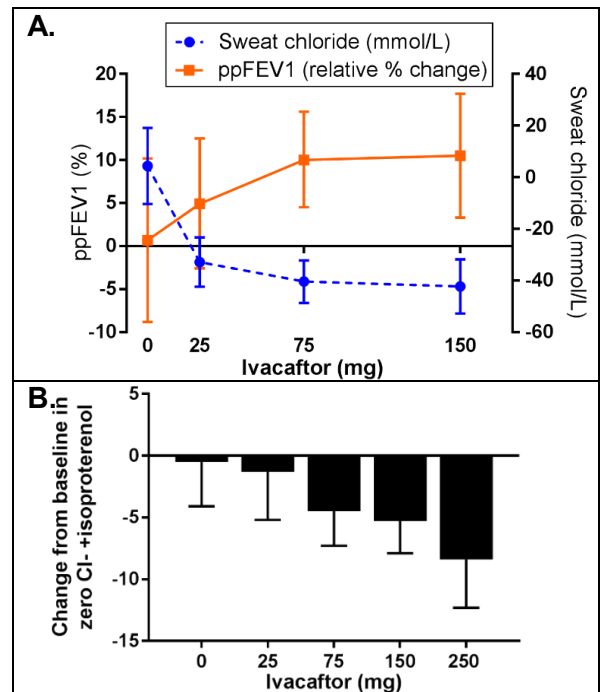 A.
Sweat chloride (mmol/L)
ppFEV1 (relative % change)
20
15
10
5
0
-5
-10
ppFEV1 (%)
40
20
0
-20
-40
-60
Sweat chloride
(mmol/L)
0 25 75 150
Ivacaftor (mg)
B.
Change from baseline in
zero Cl- +isoproterenol
5
0
-5
-10
-15
0 25 75 150 250
Ivacaftor (mg)